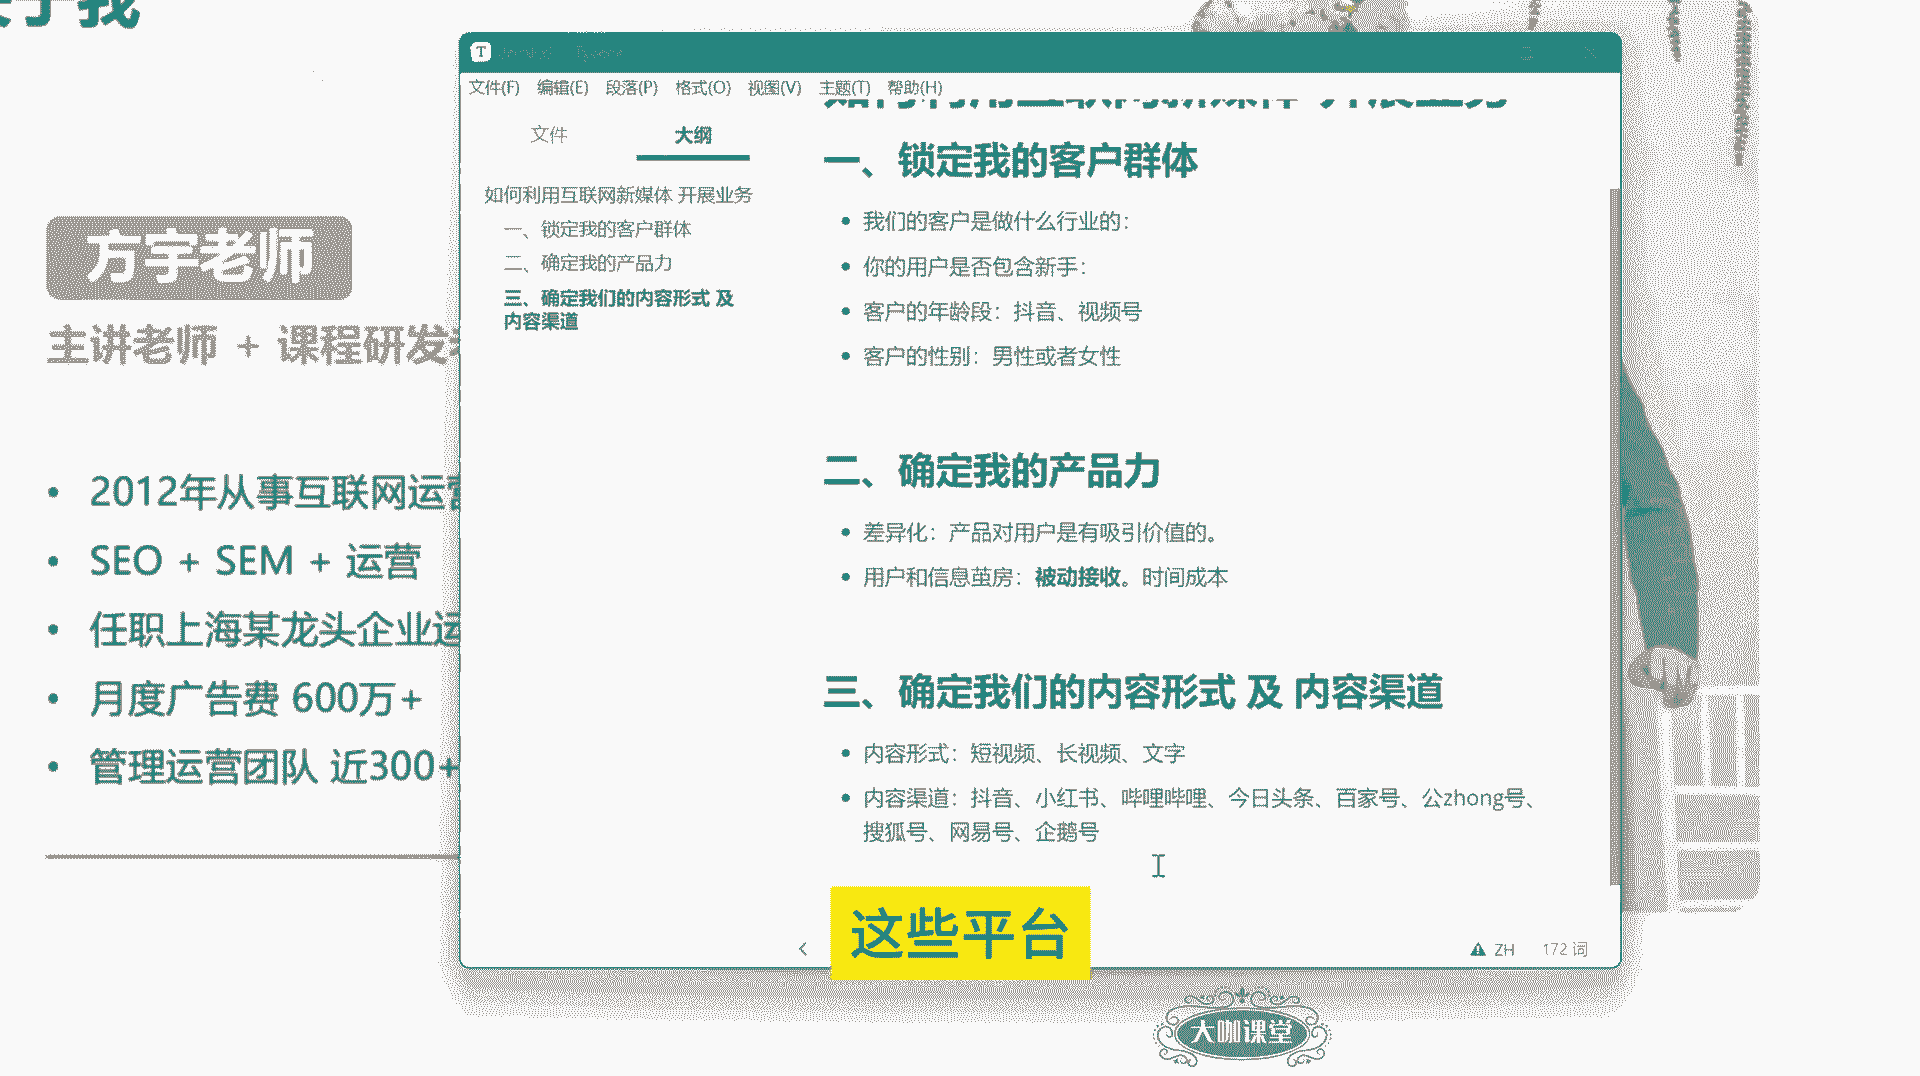 方宇老师
主讲老师 + 课程研发
2012年从事互联网运营
SEO + SEM + 运营
任职上海某龙头企业运
月度广告费 600万+
管理运营团队 近300+
T
文件(F) 编辑(E) 段落(P) 格式(O) 视图(V) 主题(T) 帮助(H)
文件 大纲
如何利用互联网新媒体 开展业务
一、锁定我的客户群体
二、确定我的产品力
三、确定我们的内容形式 及
内容渠道
如何利用互联网新媒体 开展业务
一、锁定我的客户群体
我们的客户是做什么行业的：
你的用户是否包含新手：
客户的年龄段：抖音、视频号
客户的性别：男性或者女性
二、确定我的产品力
差异化：产品对用户是有吸引价值的。
用户和信息茧房：被动接收。时间成本
三、确定我们的内容形式 及 内容渠道
内容形式：短视频、长视频、文字
内容渠道：抖音、小红书、哔哩哔哩、今日头条、百家号、公zhong号、
搜狐号、网易号、企鹅号
这些平台
ZH 172 词
大咖课堂